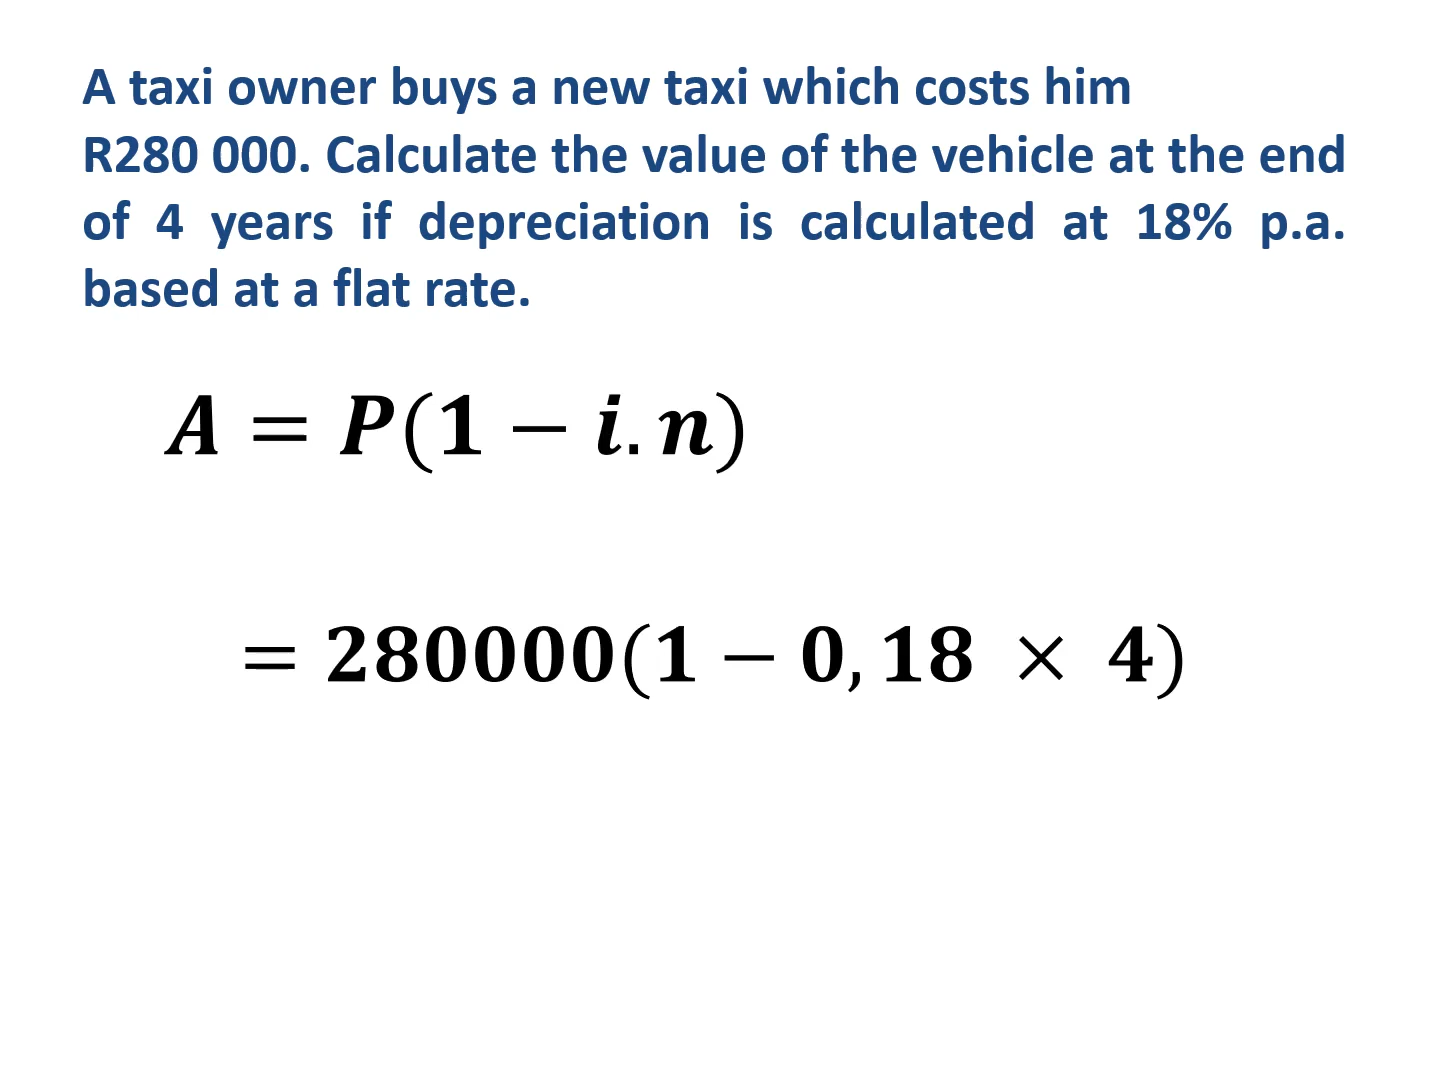 A taxi owner buys a new taxi which costs him
R280 000. Calculate the value of the vehicle at the end
of 4 years if depreciation is calculated at 18% p.a.
based at a flat rate.
A = P(1 − i. n)
= 280000(1 − 0, 18 × 4)